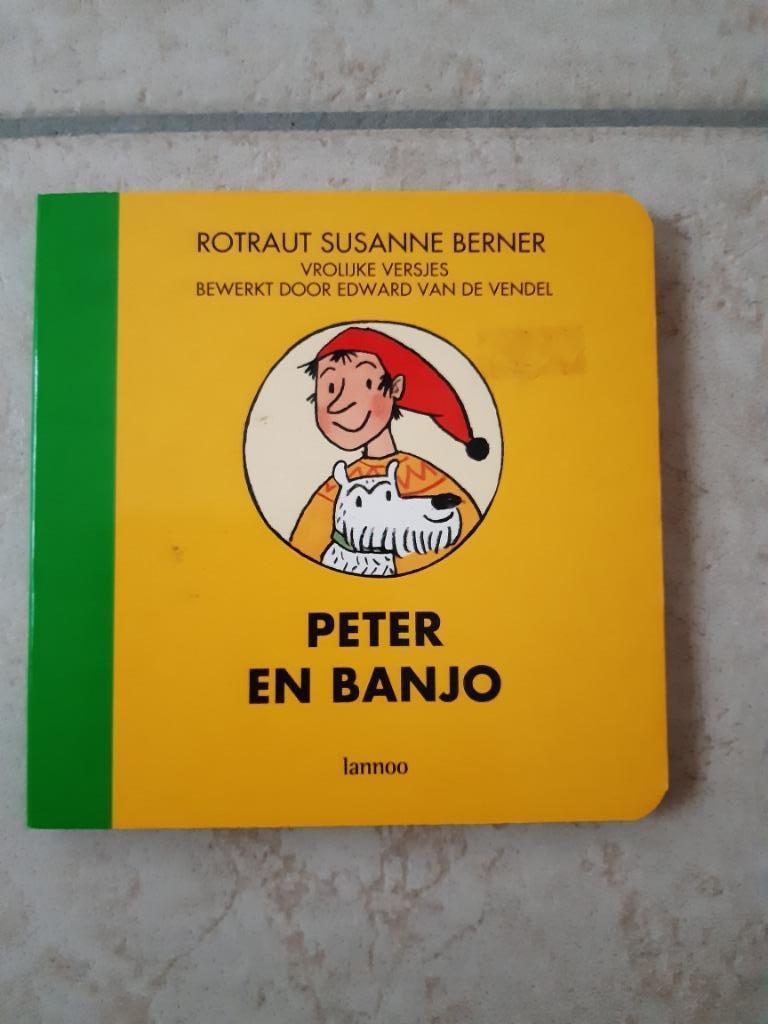 ROTRAUT SUSANNE BERNER
VROLIJKE VERSJES
BEWERKT DOOR EDWARD VAN DE VENDEL
PETER
EN BANJO
lannoo